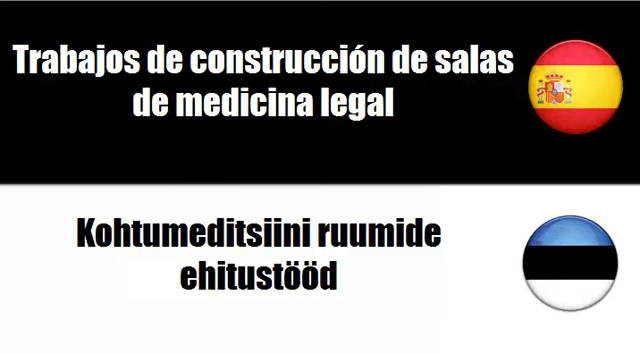 Trabajos de construcción de salas
de medicina legal
Kohtumeditsiini ruumide
ehitustööd